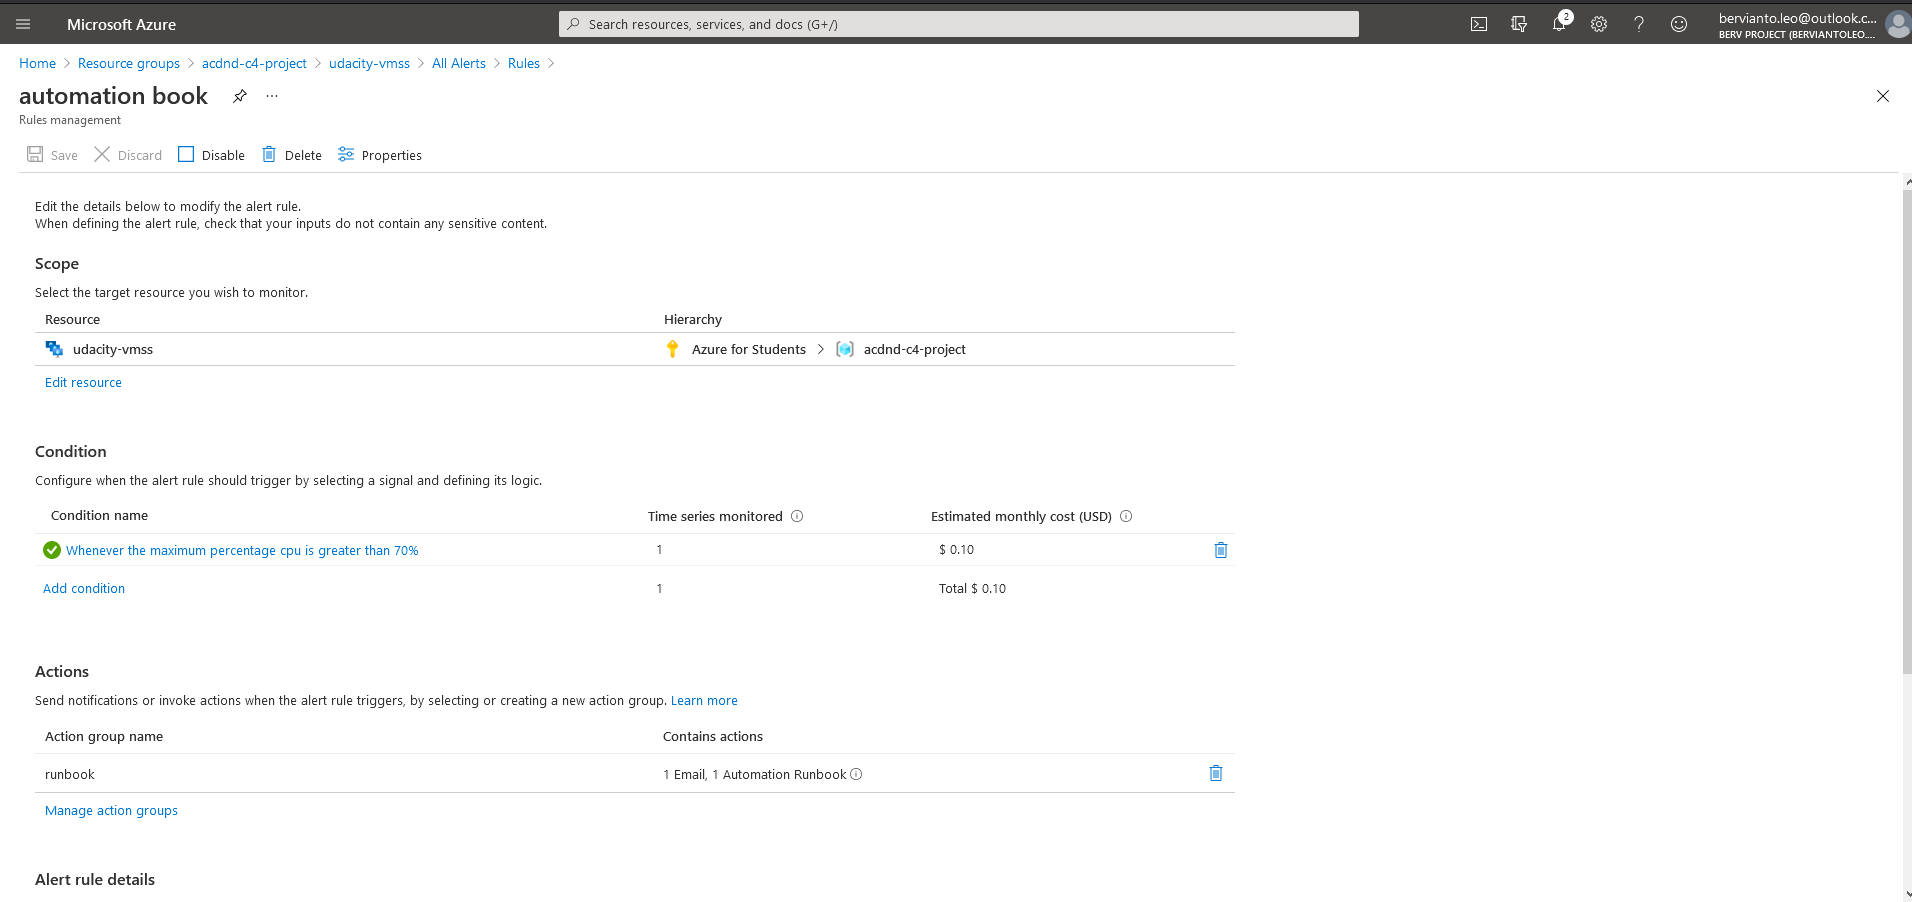 Microsoft Azure
Search resources, services, and docs (G+/)
2
bervianto.leo@outlook.c...
BERV PROJECT (BERVIANTOLEO....
Home > Resource groups > acdnd-c4-project > udacity-vmss > All Alerts > Rules >
automation book ...
Rules management
Save Discard Disable Delete Properties
Edit the details below to modify the alert rule.
When defining the alert rule, check that your inputs do not contain any sensitive content.
Scope
Select the target resource you wish to monitor.
Resource Hierarchy
udacity-vmss Azure for Students > acdnd-c4-project
Edit resource
Condition
Configure when the alert rule should trigger by selecting a signal and defining its logic.
Condition name Time series monitored Estimated monthly cost (USD)
Whenever the maximum percentage cpu is greater than 70% 1 $ 0.10
Add condition 1 Total $ 0.10
Actions
Send notifications or invoke actions when the alert rule triggers, by selecting or creating a new action group. Learn more
Action group name Contains actions
runbook 1 Email, 1 Automation Runbook
Manage action groups
Alert rule details